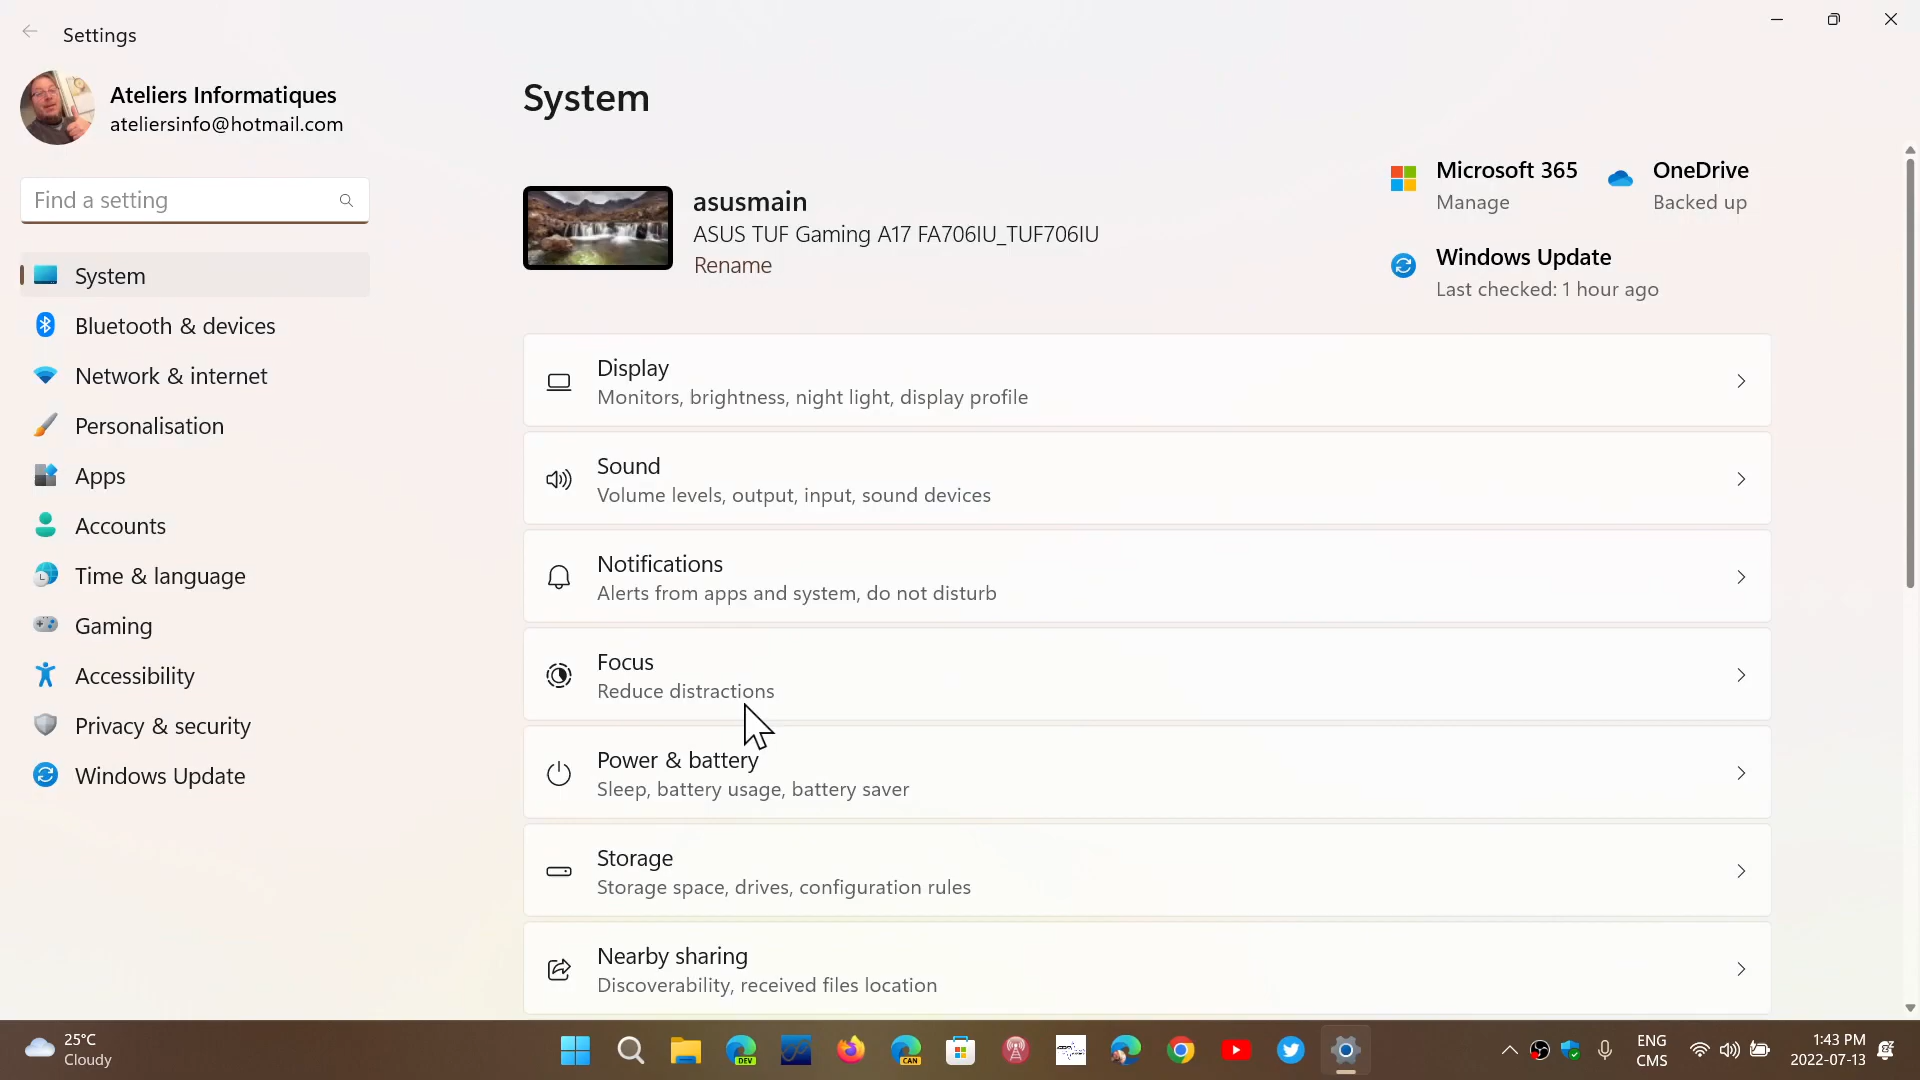 Settings
Ateliers Informatiques
ateliersinfo@hotmail.com
Find a setting
System
Bluetooth & devices
Network & internet
Personalisation
Apps
Accounts
Time & language
Gaming
Accessibility
Privacy & security
Windows Update
System
asusmain
ASUS TUF Gaming A17 FA706IU_TUF706IU
Rename
Microsoft 365
Manage
OneDrive
Backed up
Windows Update
Last checked: 1 hour ago
Display
Monitors, brightness, night light, display profile
Sound
Volume levels, output, input, sound devices
Notifications
Alerts from apps and system, do not disturb
Focus
Reduce distractions
Power & battery
Sleep, battery usage, battery saver
Storage
Storage space, drives, configuration rules
Nearby sharing
Discoverability, received files location
25°C
Cloudy
DEV
CAN
ENG
CMS
1:43 PM
2022-07-13